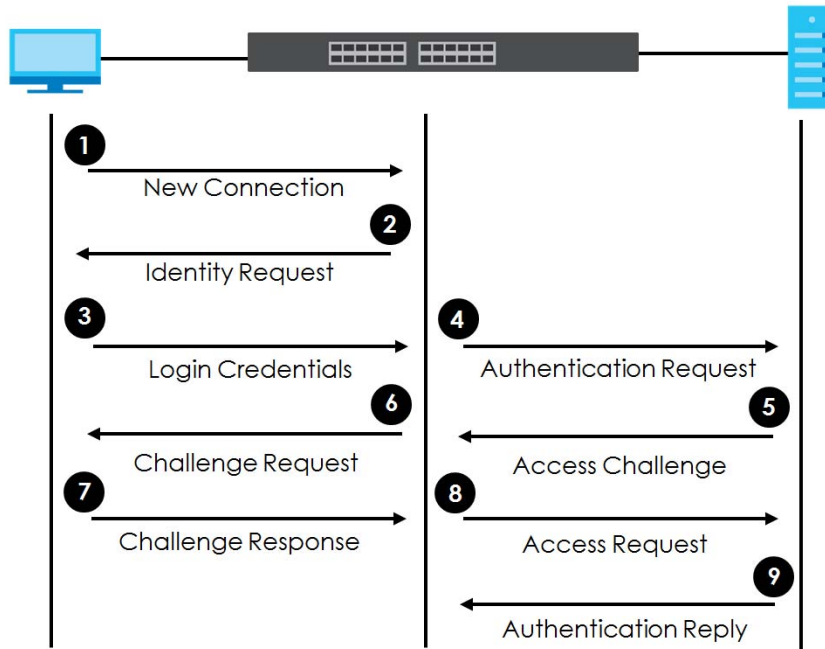 1
New Connection
2
Identity Request
3
Login Credentials
4
Authentication Request
5
Access Challenge
6
Challenge Request
7
Challenge Response
8
Access Request
9
Authentication Reply